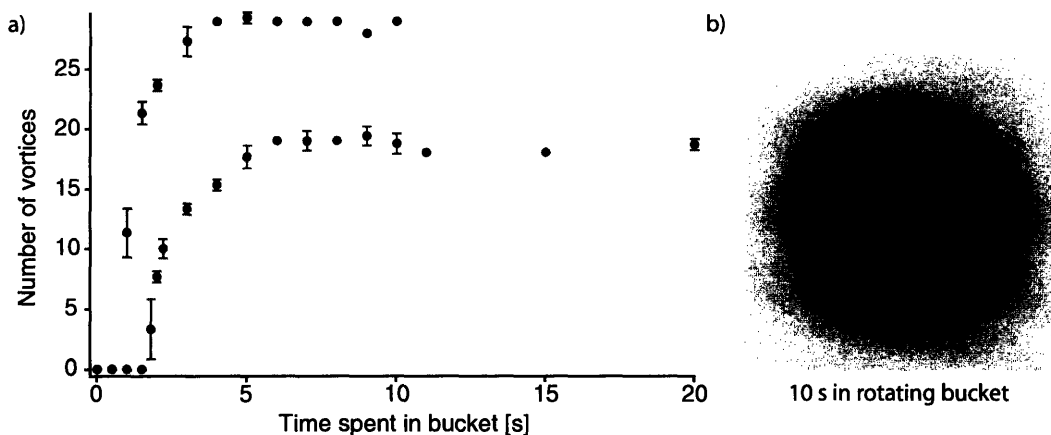 a)
Number of vortices
25
20
15
10
5
0
0 5 10 15 20
Time spent in bucket [s]
b)
10 s in rotating bucket